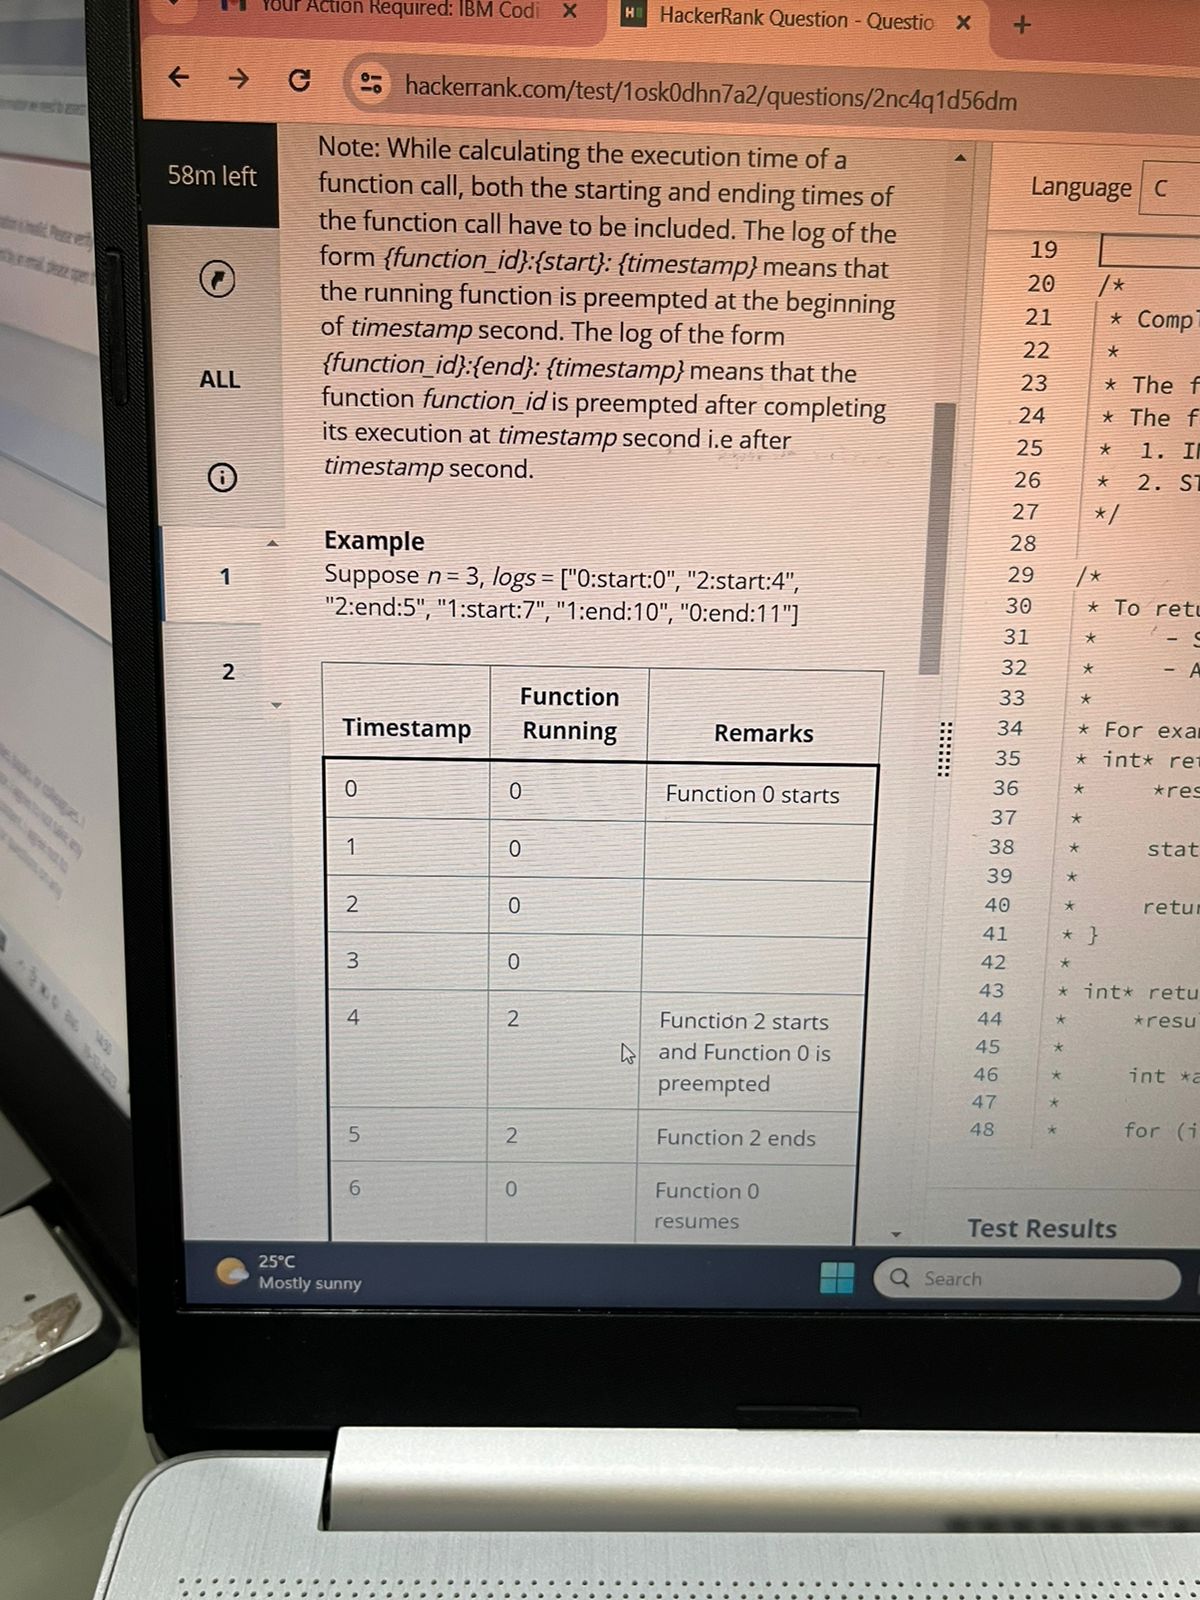 Your Action Required: IBM Codi
HackerRank Question - Questio
hackerrank.com/test/1osk0dhn7a2/questions/2nc4q1d56dm
58m left
ALL
1
2
Note: While calculating the execution time of a
function call, both the starting and ending times of
the function call have to be included. The log of the
form {function_id}:{start}: {timestamp} means that
the running function is preempted at the beginning
of timestamp second. The log of the form
{function_id}:{end}: {timestamp} means that the
function function_id is preempted after completing
its execution at timestamp second i.e after
timestamp second.
Example
Suppose n = 3, logs = ["0:start:0", "2:start:4",
"2:end:5", "1:start:7", "1:end:10", "0:end:11"]
Timestamp Function Running Remarks
0 0 Function 0 starts
1 0
2 0
3 0
4 2 Function 2 starts
and Function 0 is
preempted
5 2 Function 2 ends
6 0 Function 0
resumes
Language C
19
20 /*
21 * Compl
22 *
23 * The f
24 * The f
25 * 1. I
26 * 2. ST
27 */
28
29 /*
30 * To retu
31 * - S
32 * - A
33 *
34 * For exa
35 * int* ret
36 * *res
37 *
38 * stat
39 *
40 * retur
41 * }
42 *
43 * int* retu
44 * *resu
45 *
46 * int *a
47 *
48 * for (i
Test Results
25°C
Mostly sunny
Search